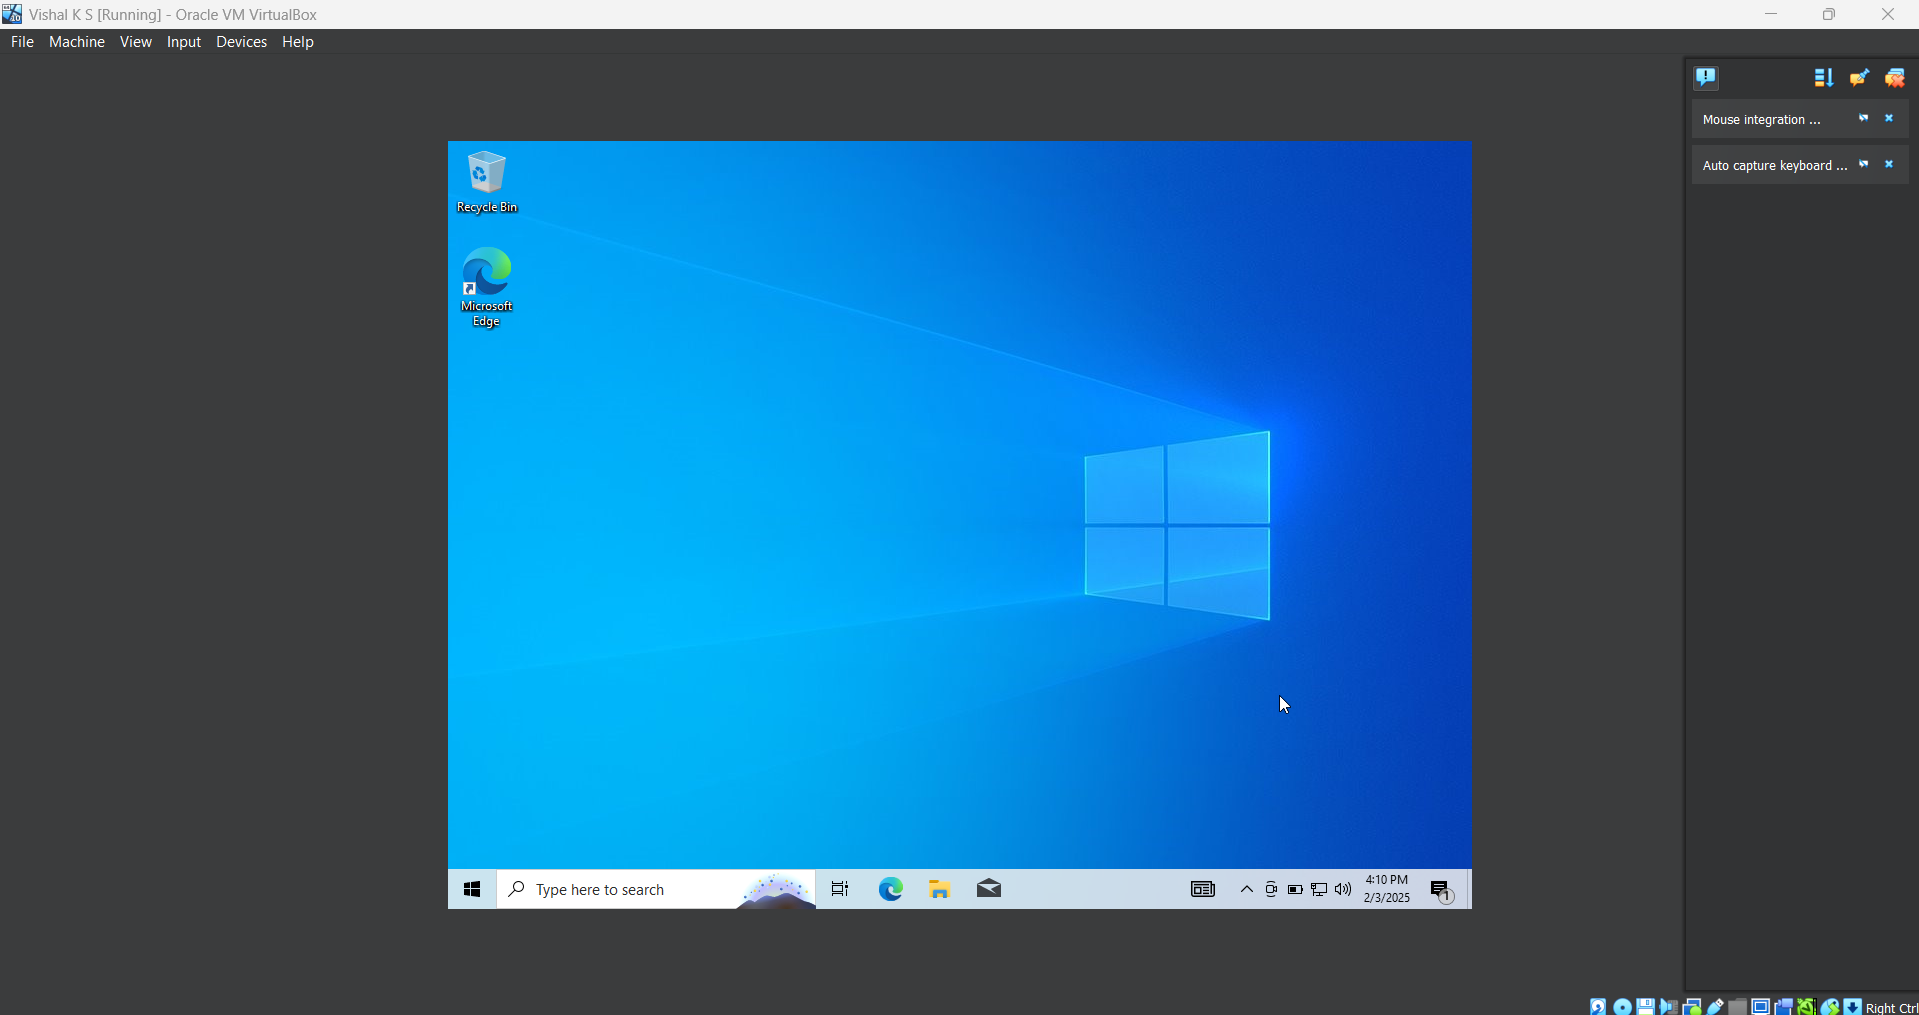 Vishal K S [Running] - Oracle VM VirtualBox
File Machine View Input Devices Help
Mouse integration ...
Auto capture keyboard ...
Recycle Bin
Microsoft
Edge
Type here to search
4:10 PM
2/3/2025
1
Right Ctrl